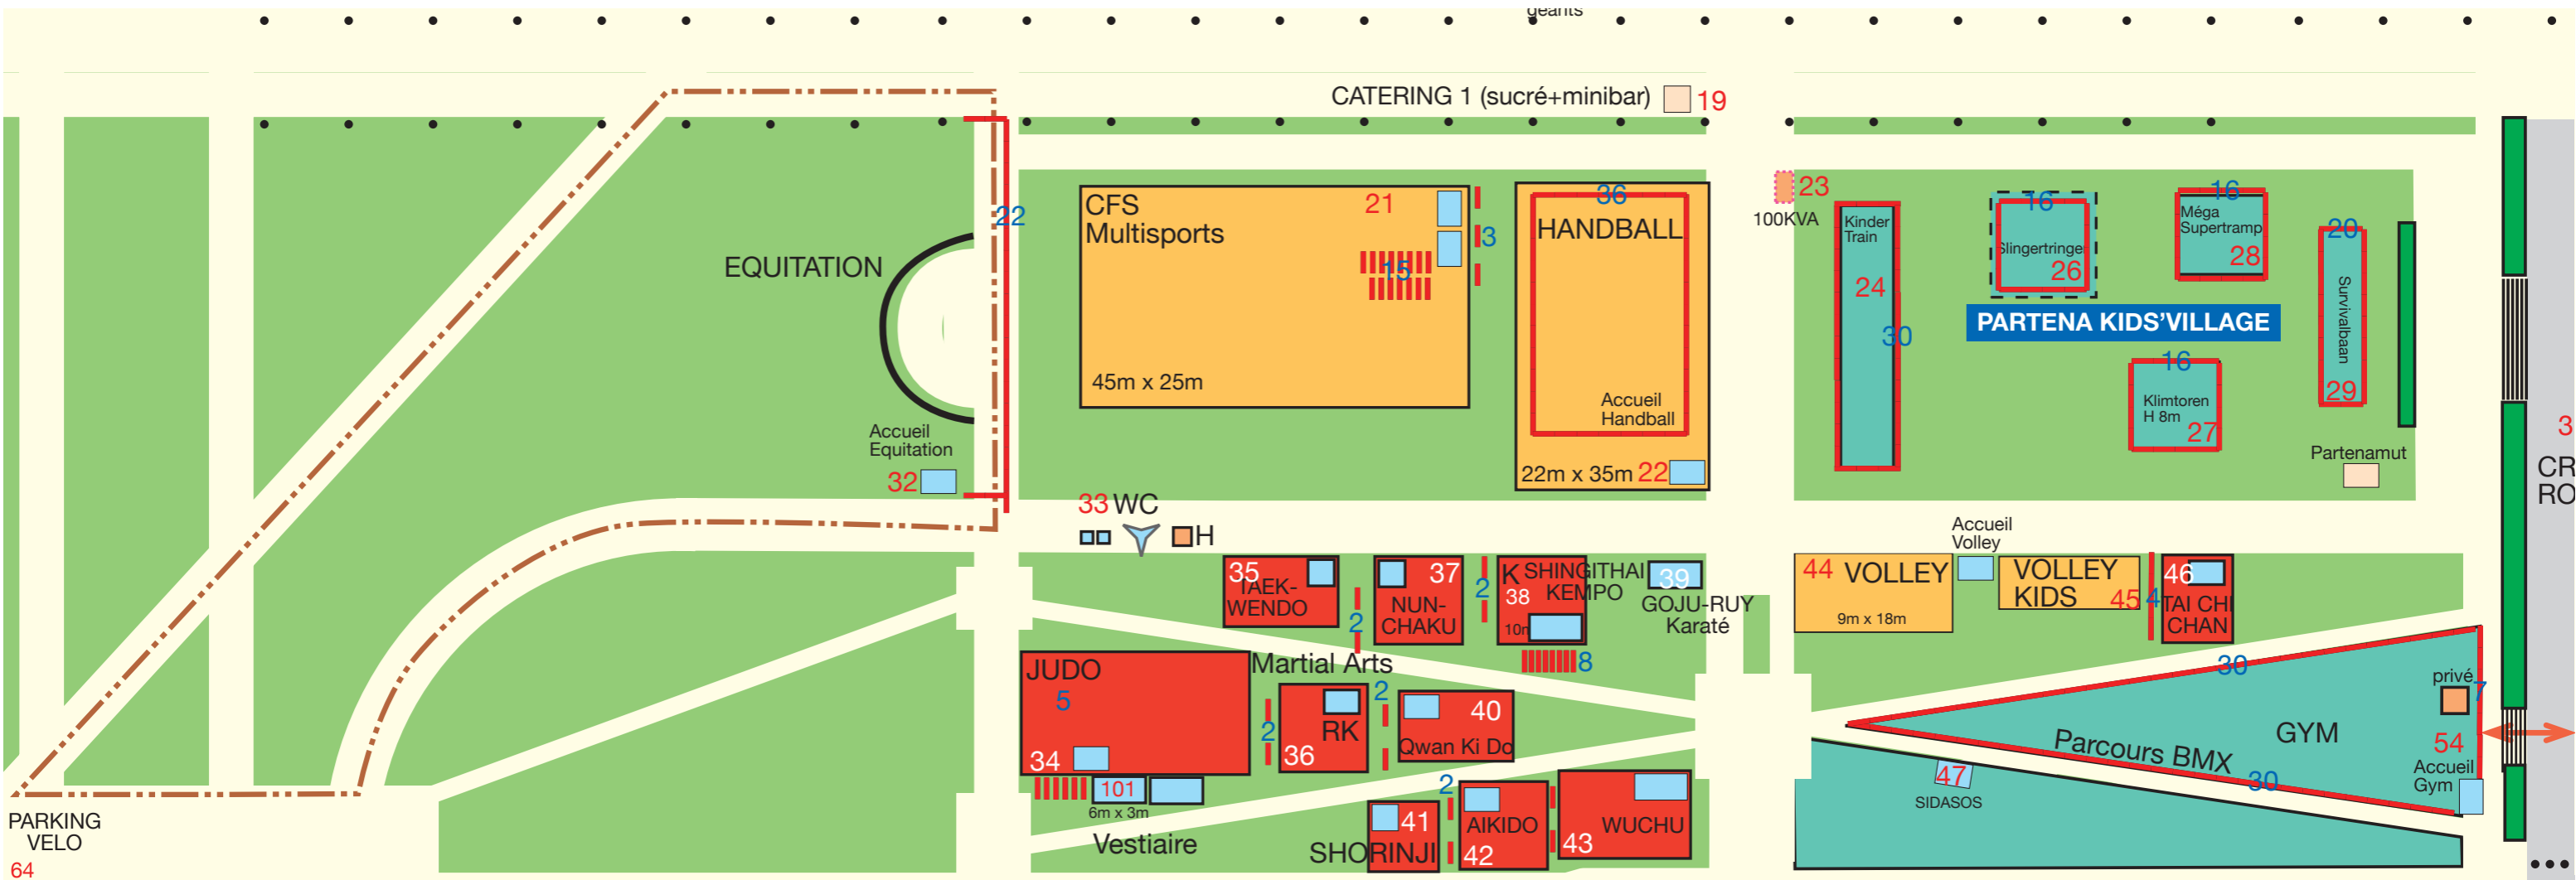 géants
CATERING 1 (sucré+minibar)
19
22
EQUITATION
Accueil
Equitation
32
CFS
Multisports
21
15
3
45m x 25m
36
HANDBALL
Accueil
Handball
22m x 35m
22
23
100KVA
Kinder
Train
24
30
16
Slingertringe
26
16
Méga
Supertramp
28
20
Survivalbaan
29
PARTENA KIDS'VILLAGE
16
Klimtoren
H 8m
27
Partenamut
3
CR
RO
33 WC
H
35
TAEK-
WENDO
2
37
NUN-
CHAKU
2
K
38
10m
SHINGITHAI
KEMPO
8
39
GOJU-RUY
Karaté
Accueil
Volley
44 VOLLEY
9m x 18m
VOLLEY
KIDS
45
4
46
TAI CHI
CHAN
JUDO
5
34
Martial Arts
2
RK
36
2
40
Qwan Ki Do
101
6m x 3m
Vestiaire
41
SHORINJI
2
AIKIDO
42
WUCHU
43
30
privé
7
GYM
54
Parcours BMX
30
Accueil
Gym
47
SIDASOS
PARKING
VELO
64